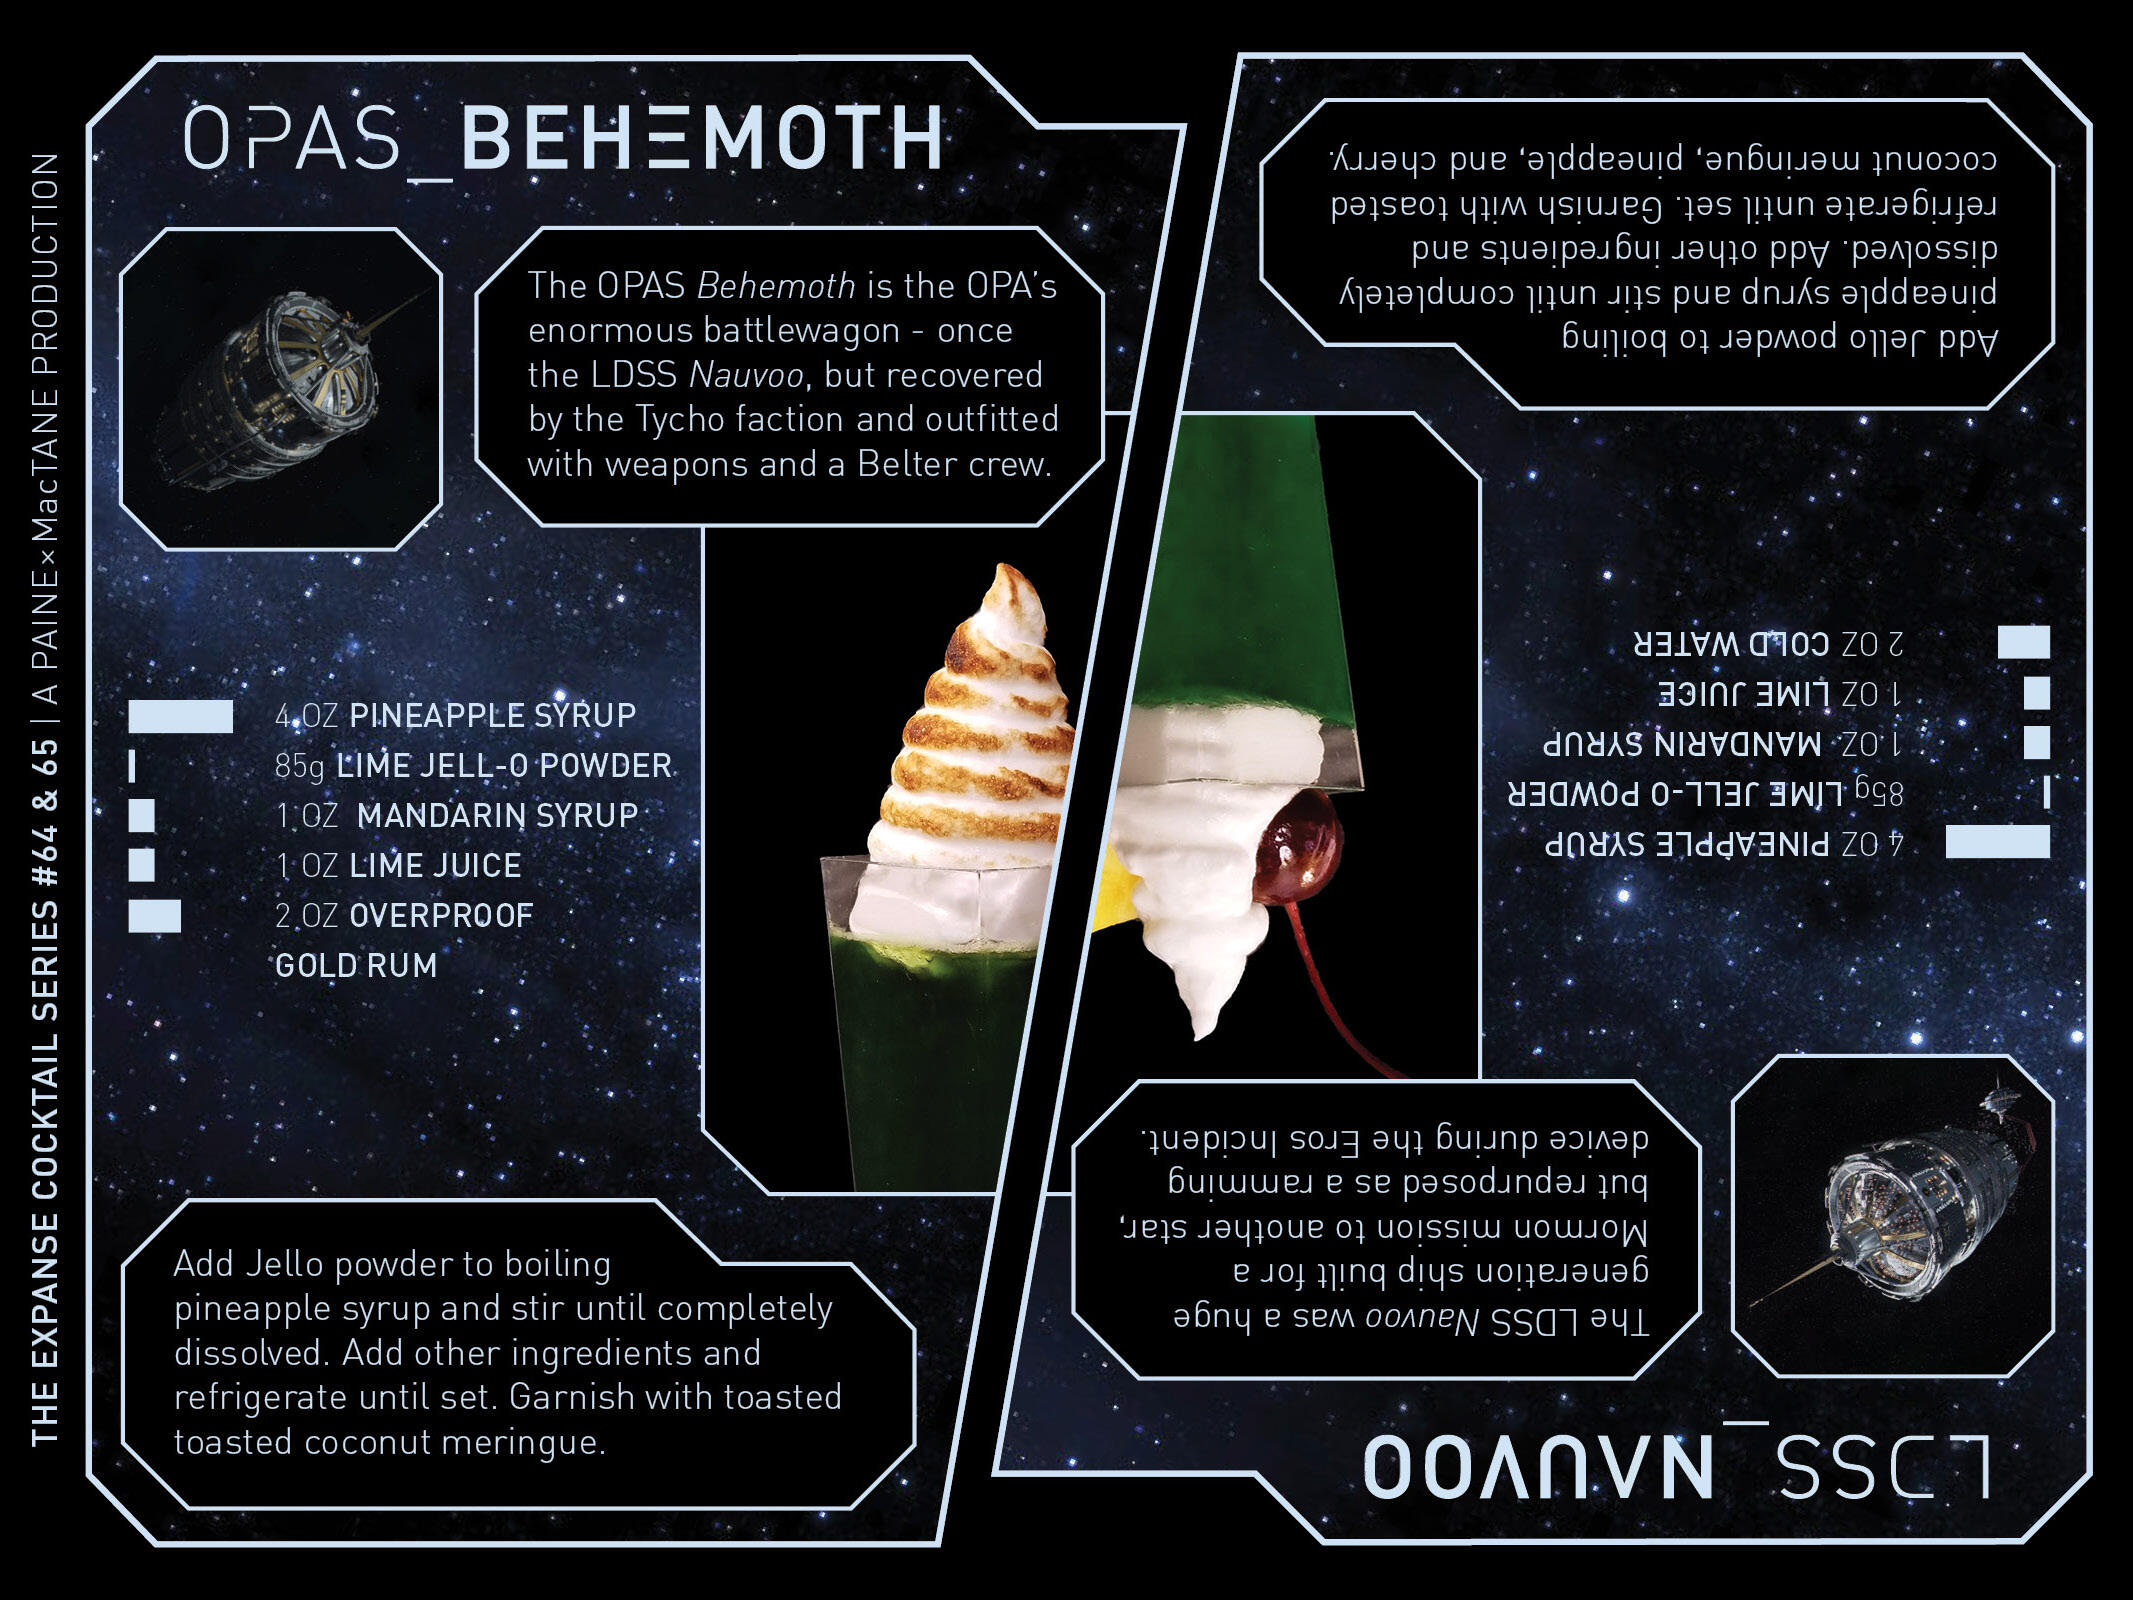 OPAS_BEHEMOTH
The OPAS Behemoth is the OPA's
enormous battlewagon - once
the LDSS Nauvoo, but recovered
by the Tycho faction and outfitted
with weapons and a Belter crew.
4 OZ PINEAPPLE SYRUP
85g LIME JELL-O POWDER
1 OZ MANDARIN SYRUP
1 OZ LIME JUICE
2 OZ OVERPROOF
GOLD RUM
Add Jello powder to boiling
pineapple syrup and stir until completely
dissolved. Add other ingredients and
refrigerate until set. Garnish with toasted
toasted coconut meringue.
LDSS_NAUVOO
The LDSS Nauvoo was a huge
generation ship built for a
Mormon mission to another star,
but repurposed as a ramming
device during the Eros Incident.
4 OZ PINEAPPLE SYRUP
85g LIME JELL-O POWDER
1 OZ MANDARIN SYRUP
1 OZ LIME JUICE
2 OZ COLD WATER
Add Jello powder to boiling
pineapple syrup and stir until completely
dissolved. Add other ingredients and
refrigerate until set. Garnish with toasted
coconut meringue, pineapple, and cherry.
THE EXPANSE COCKTAIL SERIES #64 & 65 | A PAINE×MacTANE PRODUCTION